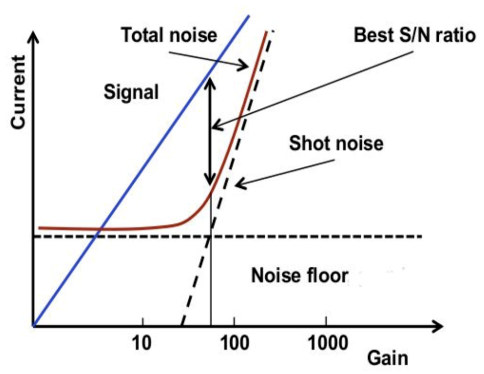 Total noise
Best S/N ratio
Signal
Current
Shot noise
Noise floor
10
100
1000
Gain